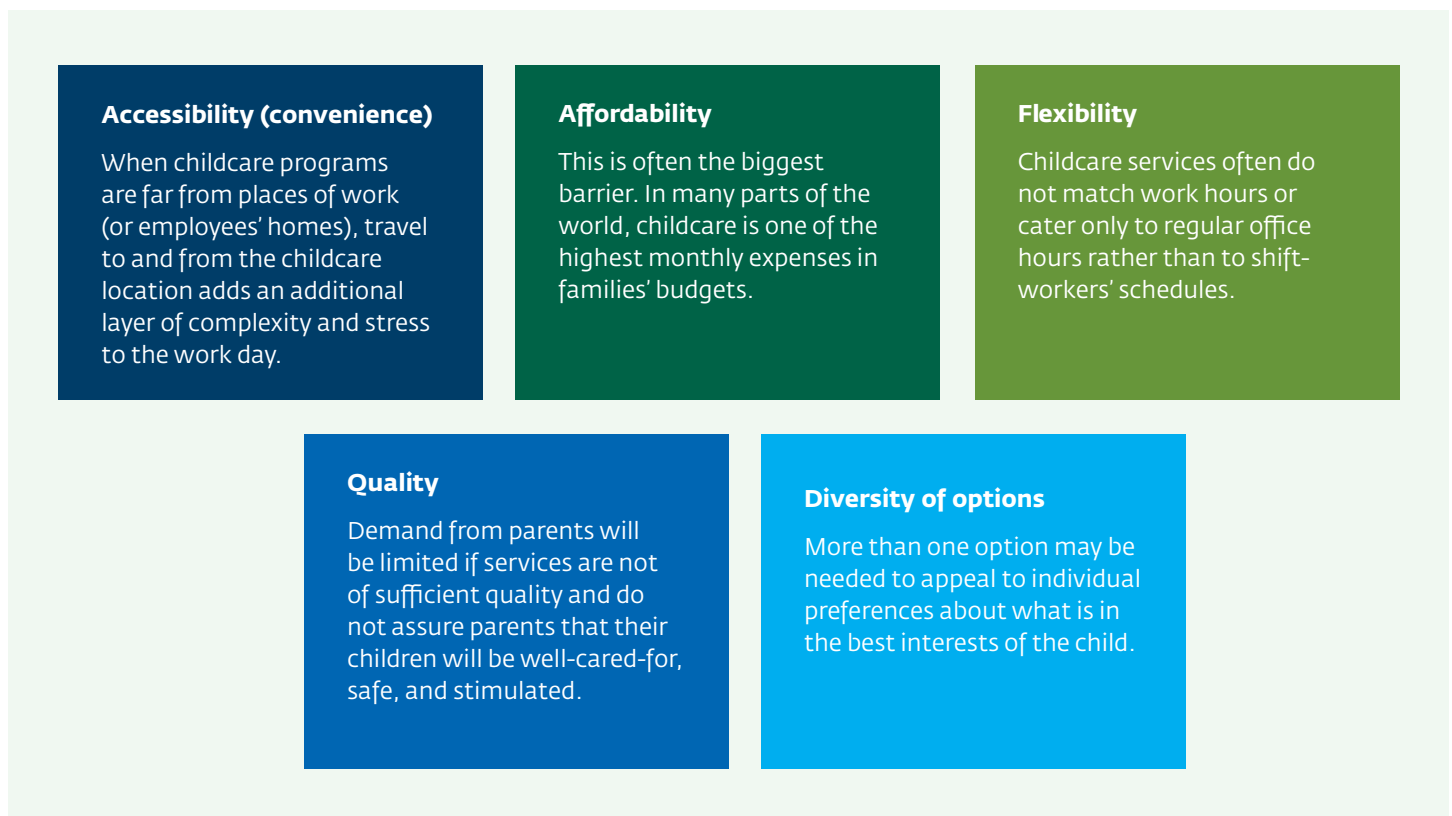 Accessibility (convenience)
When childcare programs
are far from places of work
(or employees’ homes), travel
to and from the childcare
location adds an additional
layer of complexity and stress
to the work day.
Affordability
This is often the biggest
barrier. In many parts of the
world, childcare is one of the
highest monthly expenses in
families’ budgets.
Flexibility
Childcare services often do
not match work hours or
cater only to regular office
hours rather than to shift-
workers’ schedules.
Quality
Demand from parents will
be limited if services are not
of sufficient quality and do
not assure parents that their
children will be well-cared-for,
safe, and stimulated.
Diversity of options
More than one option may be
needed to appeal to individual
preferences about what is in
the best interests of the child.